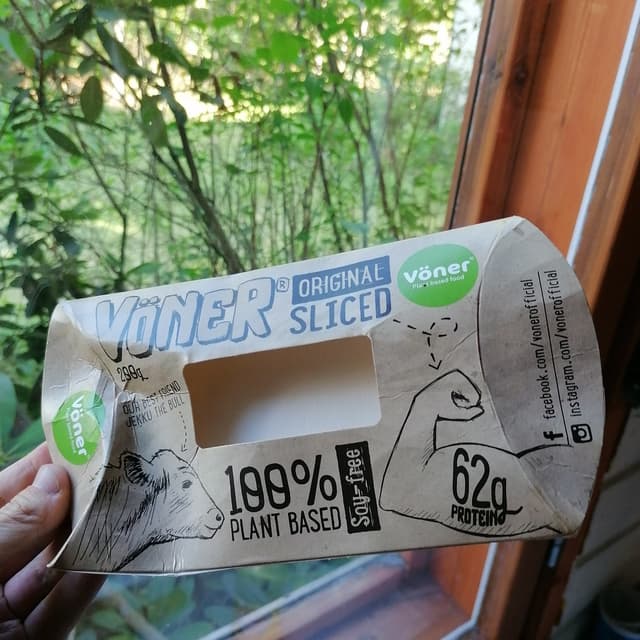 VÖNER®
ORIGINAL
SLICED
Vöner
Plant based food
200g
OUR BEST FRIEND
JEKKU THE BULL
Vöner
100%
PLANT BASED
Soy-free
62g
PROTEIN
facebook.com/vonerofficial
Instagram.com/vonerofficial